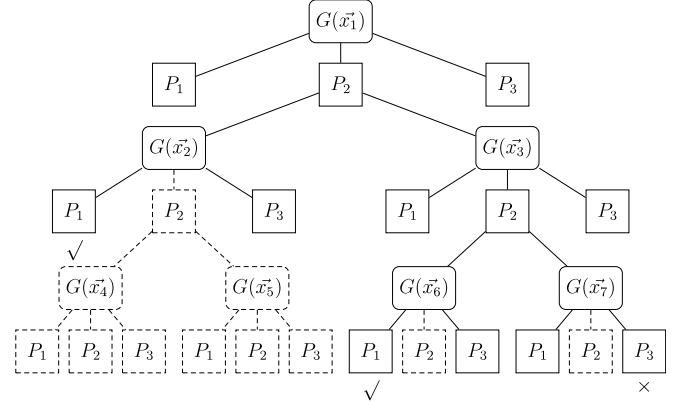 G(x⃗₁)
P₁ P₂ P₃
G(x⃗₂) G(x⃗₃)
P₁ P₂ P₃ P₁ P₂ P₃
✓
G(x⃗₄) G(x⃗₅) G(x⃗₆) G(x⃗₇)
P₁ P₂ P₃ P₁ P₂ P₃ P₁ P₂ P₃ P₁ P₂ P₃
✓ ×